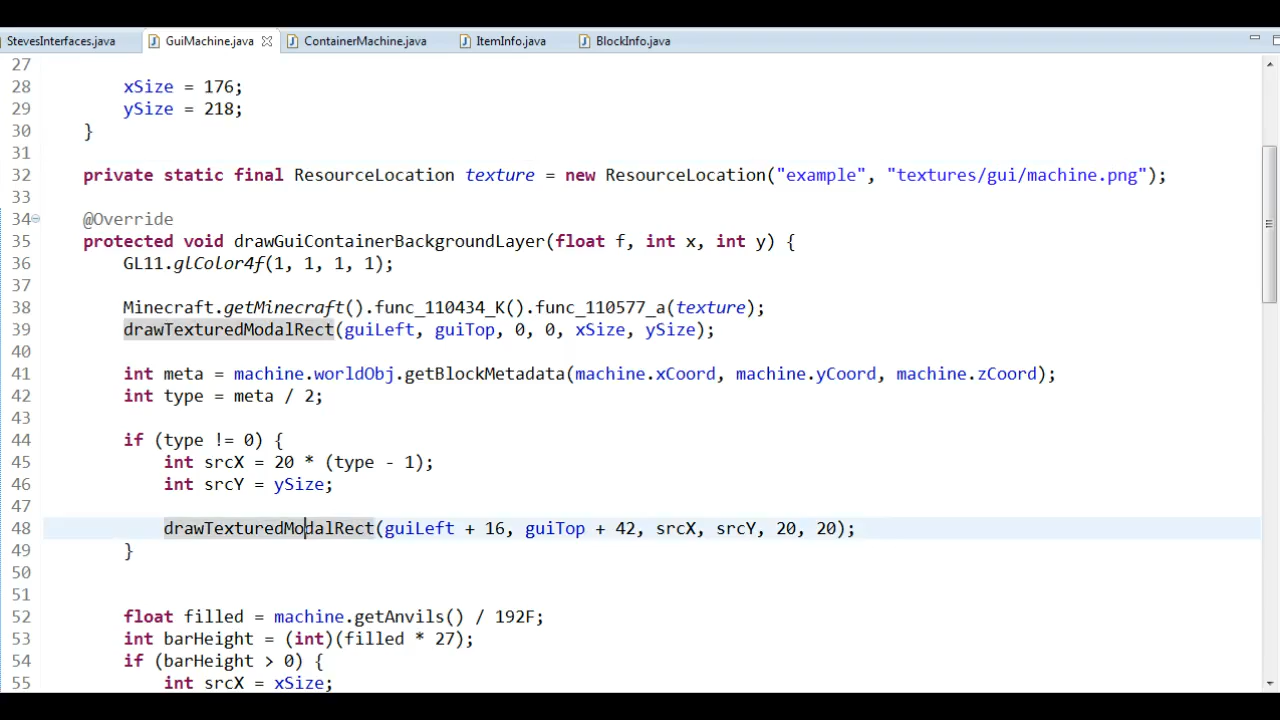 StevesInterfaces.java GuiMachine.java ContainerMachine.java ItemInfo.java BlockInfo.java
27
28 xSize = 176;
29 ySize = 218;
30 }
31
32 private static final ResourceLocation texture = new ResourceLocation("example", "textures/gui/machine.png");
33
34 @Override
35 protected void drawGuiContainerBackgroundLayer(float f, int x, int y) {
36 GL11.glColor4f(1, 1, 1, 1);
37
38 Minecraft.getMinecraft().func_110434_K().func_110577_a(texture);
39 drawTexturedModalRect(guiLeft, guiTop, 0, 0, xSize, ySize);
40
41 int meta = machine.worldObj.getBlockMetadata(machine.xCoord, machine.yCoord, machine.zCoord);
42 int type = meta / 2;
43
44 if (type != 0) {
45 int srcX = 20 * (type - 1);
46 int srcY = ySize;
47
48 drawTexturedModalRect(guiLeft + 16, guiTop + 42, srcX, srcY, 20, 20);
49 }
50
51
52 float filled = machine.getAnvils() / 192F;
53 int barHeight = (int)(filled * 27);
54 if (barHeight > 0) {
55 int srcX = xSize;